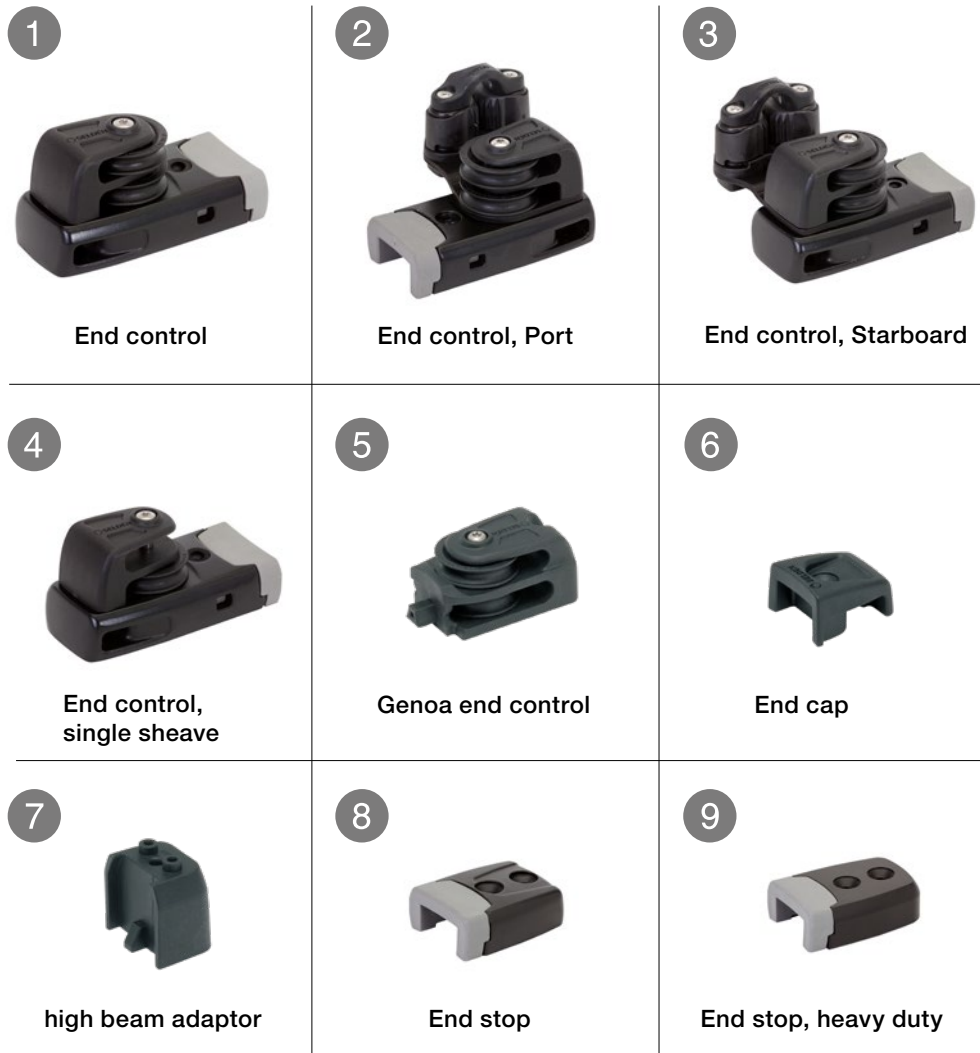 1
2
3
End control
End control, Port
End control, Starboard
4
5
6
End control,
single sheave
Genoa end control
End cap
7
8
9
high beam adaptor
End stop
End stop, heavy duty